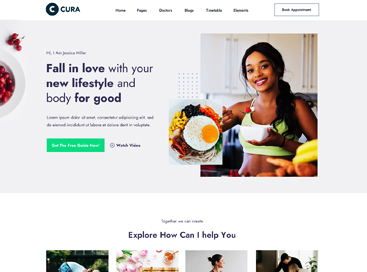 CURA
Home Pages Doctors Blogs Timetable Elements
Book Appointment
Hi, I Am Jessica Miller
Fall in love with your
new lifestyle and
body for good
Lorem ipsum dolor sit amet, consectetur adipiscing elit, sed
do eiusmod incididunt ut labore et dolore dent in voluptate.
Get The Free Guide Now! Watch Video
Together we can create
Explore How Can I help You